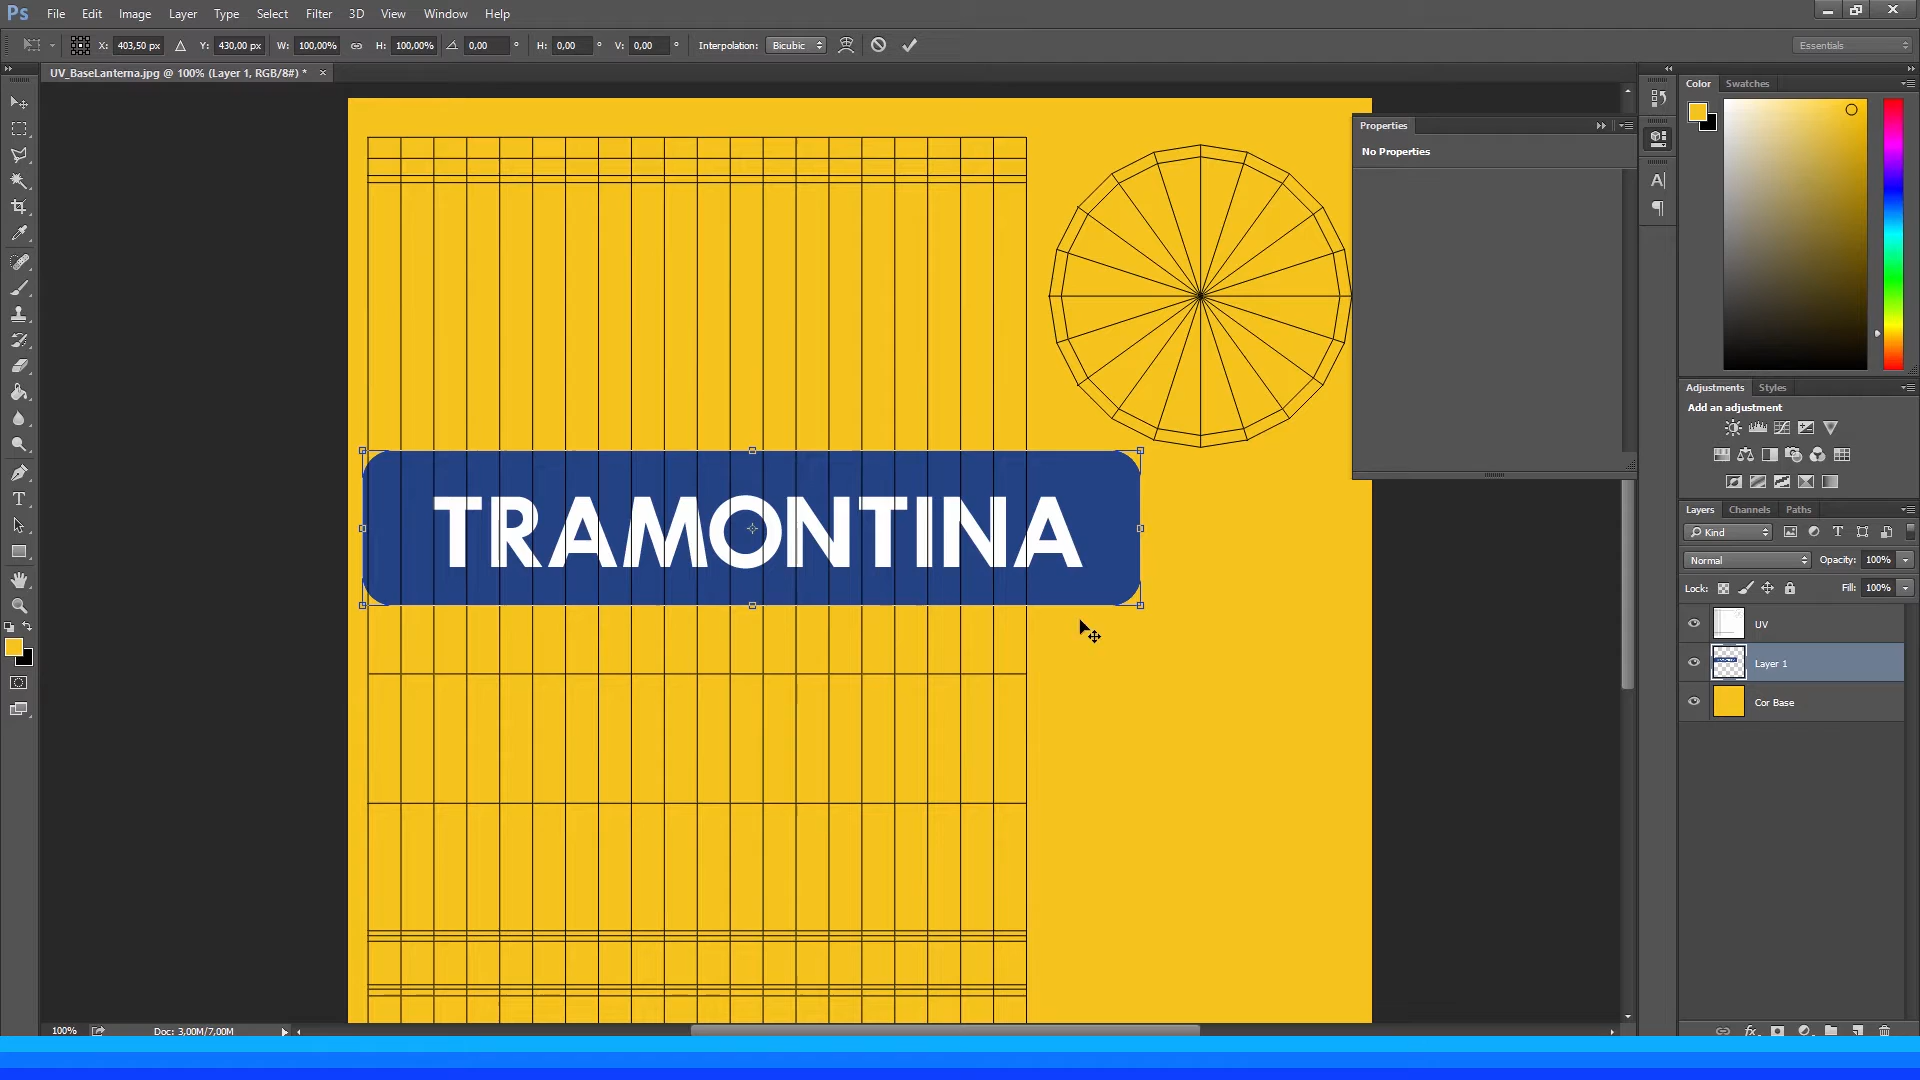 Ps File Edit Image Layer Type Select Filter 3D View Window Help
X: 403,50 px Y: 430,00 px W: 100,00% H: 100,00% 0,00 ° H: 0,00 ° V: 0,00 ° Interpolation: Bicubic Essentials
UV_BaseLanterna.jpg @ 100% (Layer 1, RGB/8#) * ×
Color Swatches
Properties
No Properties
Adjustments Styles
Add an adjustment
TRAMONTINA
Layers Channels Paths
Kind
Normal Opacity: 100%
Lock: Fill: 100%
UV
Layer 1
Cor Base
100% Doc: 3,00M/7,00M